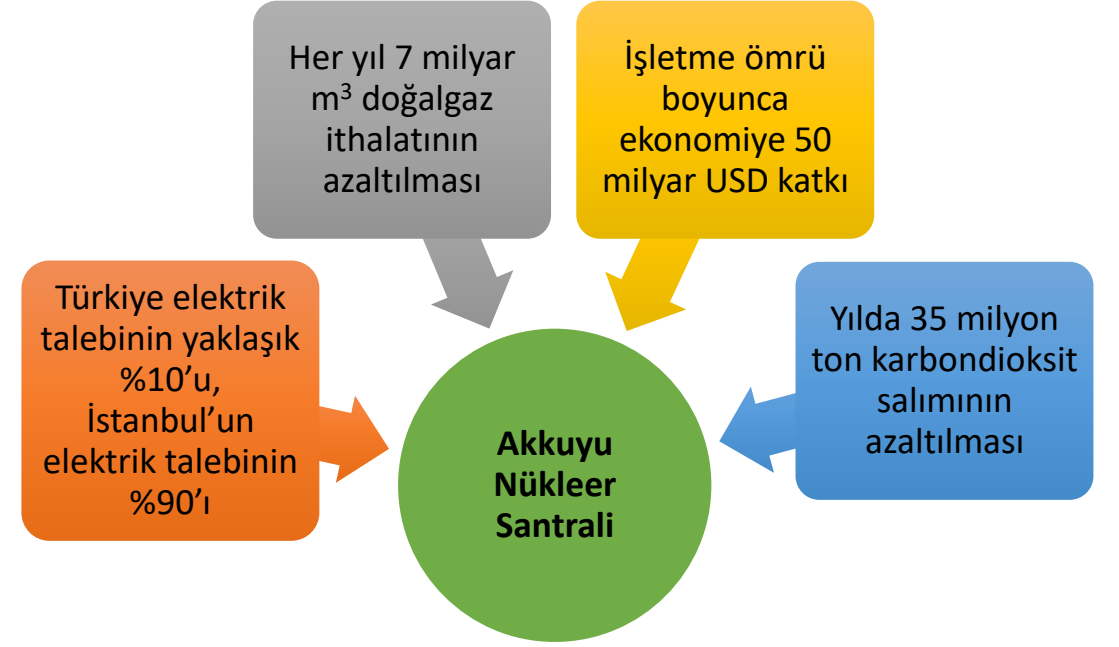 Her yıl 7 milyar
m³ doğalgaz
ithalatının
azaltılması
İşletme ömrü
boyunca
ekonomiye 50
milyar USD katkı
Türkiye elektrik
talebinin yaklaşık
%10’u,
İstanbul’un
elektrik talebinin
%90’ı
Yılda 35 milyon
ton karbondioksit
salımının
azaltılması
Akkuyu
Nükleer
Santrali